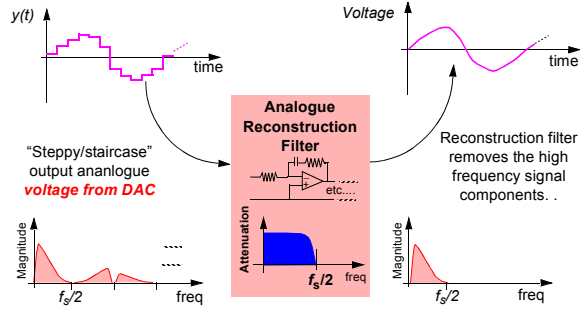 y(t)
time
“Steppy/staircase”
output ananlogue
voltage from DAC
Magnitude
fs/2
freq
Analogue
Reconstruction
Filter
etc....
Attenuation
freq
fs/2
Voltage
time
Reconstruction filter
removes the high
frequency signal
components. .
Magnitude
fs/2
freq